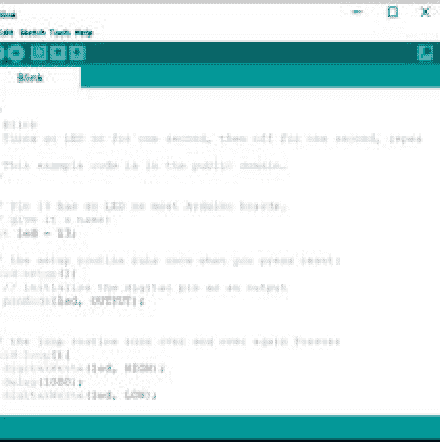 Blink
Edit Sketch Tools Help
Blink
Blink
Turns on LED on for one second, then off for one second, repea
This example code is in the public domain.
Pin 13 has an LED on most Arduino boards.
give it a name:
led = 13;
the setup routine runs once when you press reset:
setup(){
initialize the digital pin as an output
pinMode(led, OUTPUT);
the loop routine runs over and over again forever
loop(){
digitalWrite(led, HIGH);
delay(1000);
digitalWrite(led, LOW);